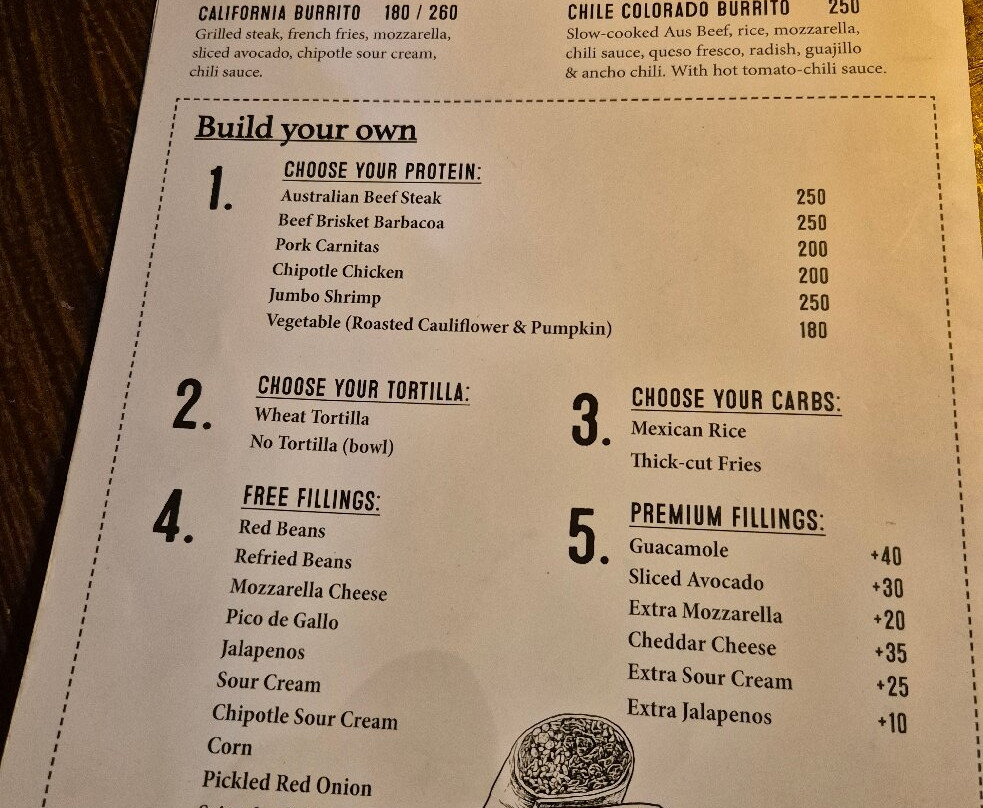 CALIFORNIA BURRITO 180 / 260
Grilled steak, french fries, mozzarella,
sliced avocado, chipotle sour cream,
chili sauce.
CHILE COLORADO BURRITO 250
Slow-cooked Aus Beef, rice, mozzarella,
chili sauce, queso fresco, radish, guajillo
& ancho chili. With hot tomato-chili sauce.
Build your own
1. CHOOSE YOUR PROTEIN:
Australian Beef Steak 250
Beef Brisket Barbacoa 250
Pork Carnitas 200
Chipotle Chicken 200
Jumbo Shrimp 250
Vegetable (Roasted Cauliflower & Pumpkin) 180
2. CHOOSE YOUR TORTILLA:
Wheat Tortilla
No Tortilla (bowl)
3. CHOOSE YOUR CARBS:
Mexican Rice
Thick-cut Fries
4. FREE FILLINGS:
Red Beans
Refried Beans
Mozzarella Cheese
Pico de Gallo
Jalapenos
Sour Cream
Chipotle Sour Cream
Corn
Pickled Red Onion
5. PREMIUM FILLINGS:
Guacamole +40
Sliced Avocado +30
Extra Mozzarella +20
Cheddar Cheese +35
Extra Sour Cream +25
Extra Jalapenos +10